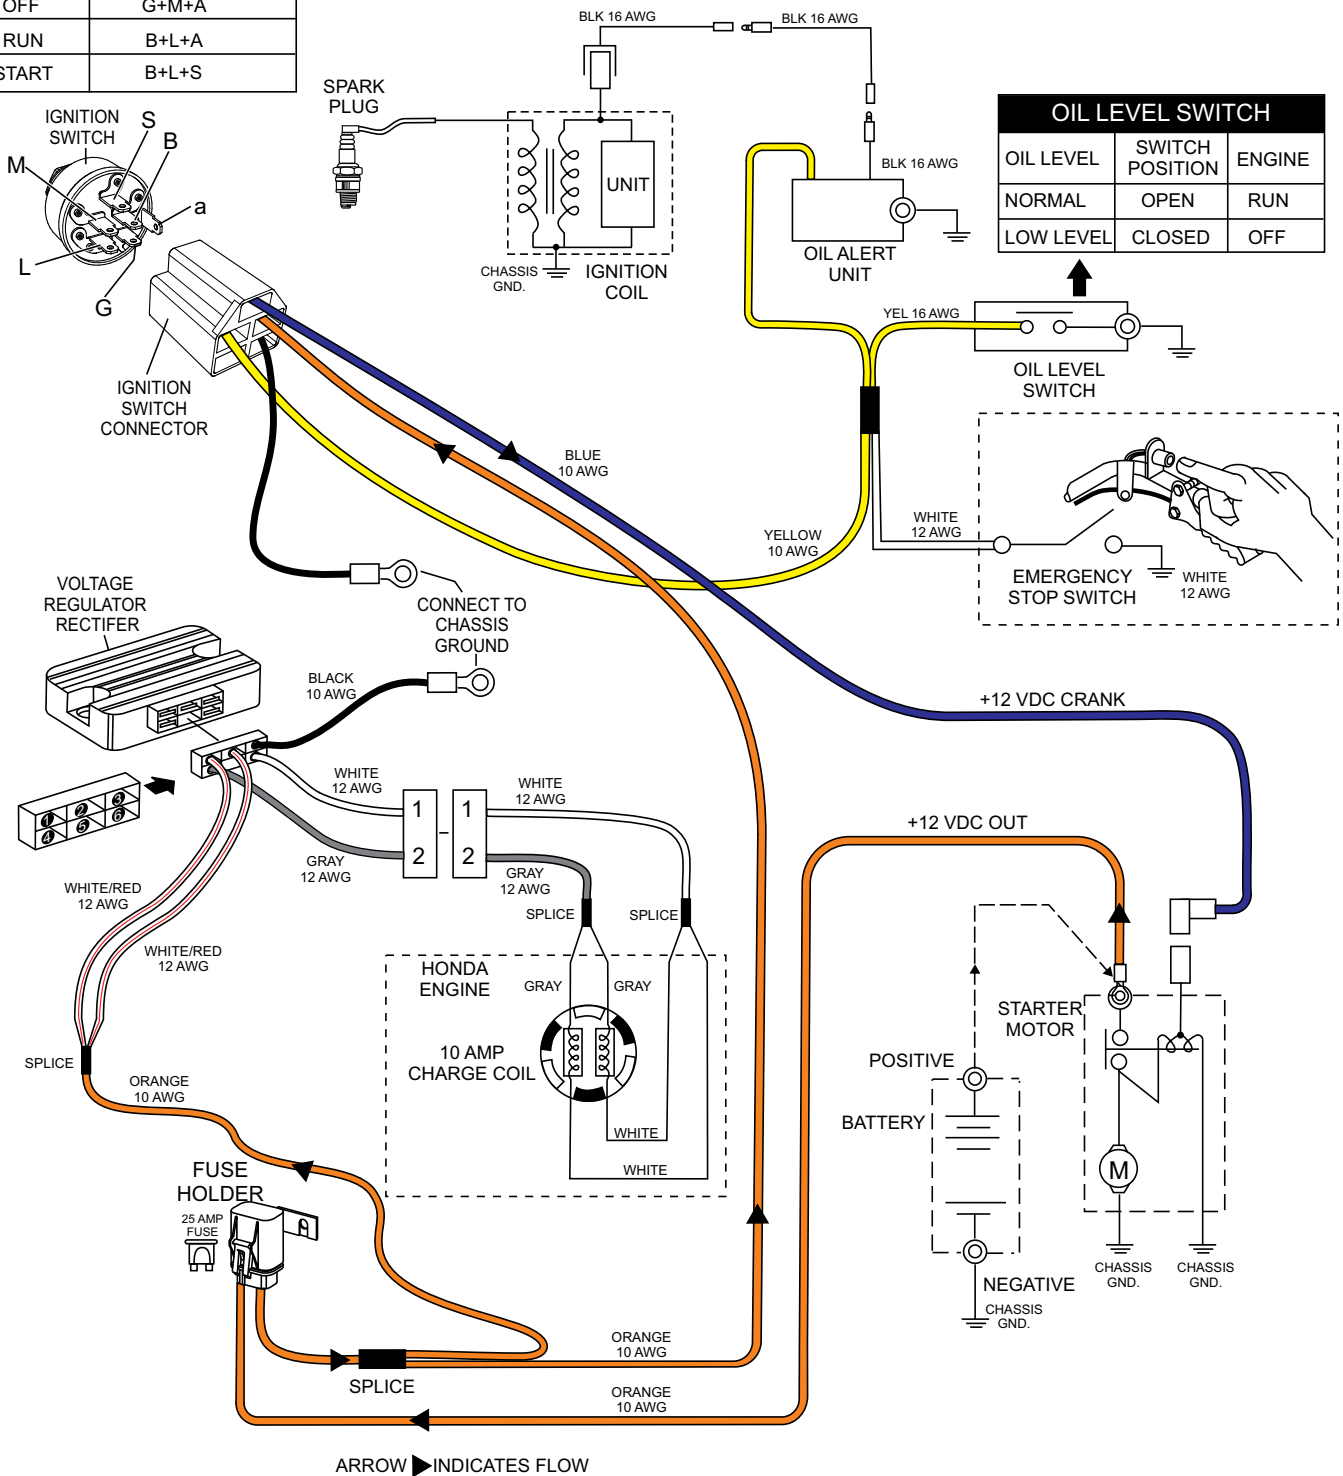 OFF G+M+A
RUN B+L+A
START B+L+S
BLK 16 AWG
BLK 16 AWG
SPARK
PLUG
IGNITION
SWITCH
S
B
M
a
L
G
UNIT
CHASSIS
GND.
IGNITION
COIL
BLK 16 AWG
OIL ALERT
UNIT
OIL LEVEL SWITCH
OIL LEVEL SWITCH POSITION ENGINE
NORMAL OPEN RUN
LOW LEVEL CLOSED OFF
YEL 16 AWG
OIL LEVEL
SWITCH
IGNITION
SWITCH
CONNECTOR
BLUE
10 AWG
YELLOW
10 AWG
WHITE
12 AWG
EMERGENCY
STOP SWITCH
WHITE
12 AWG
VOLTAGE
REGULATOR
RECTIFER
CONNECT TO
CHASSIS
GROUND
BLACK
10 AWG
+12 VDC CRANK
1 2 3
4 5 6
WHITE
12 AWG
GRAY
12 AWG
1
2
–
1
2
WHITE
12 AWG
GRAY
12 AWG
+12 VDC OUT
WHITE/RED
12 AWG
WHITE/RED
12 AWG
SPLICE
SPLICE
HONDA
ENGINE
GRAY
GRAY
10 AMP
CHARGE COIL
WHITE
WHITE
STARTER
MOTOR
M
CHASSIS
GND.
CHASSIS
GND.
POSITIVE
BATTERY
NEGATIVE
CHASSIS
GND.
SPLICE
ORANGE
10 AWG
FUSE
HOLDER
25 AMP
FUSE
SPLICE
ORANGE
10 AWG
ORANGE
10 AWG
ARROW INDICATES FLOW